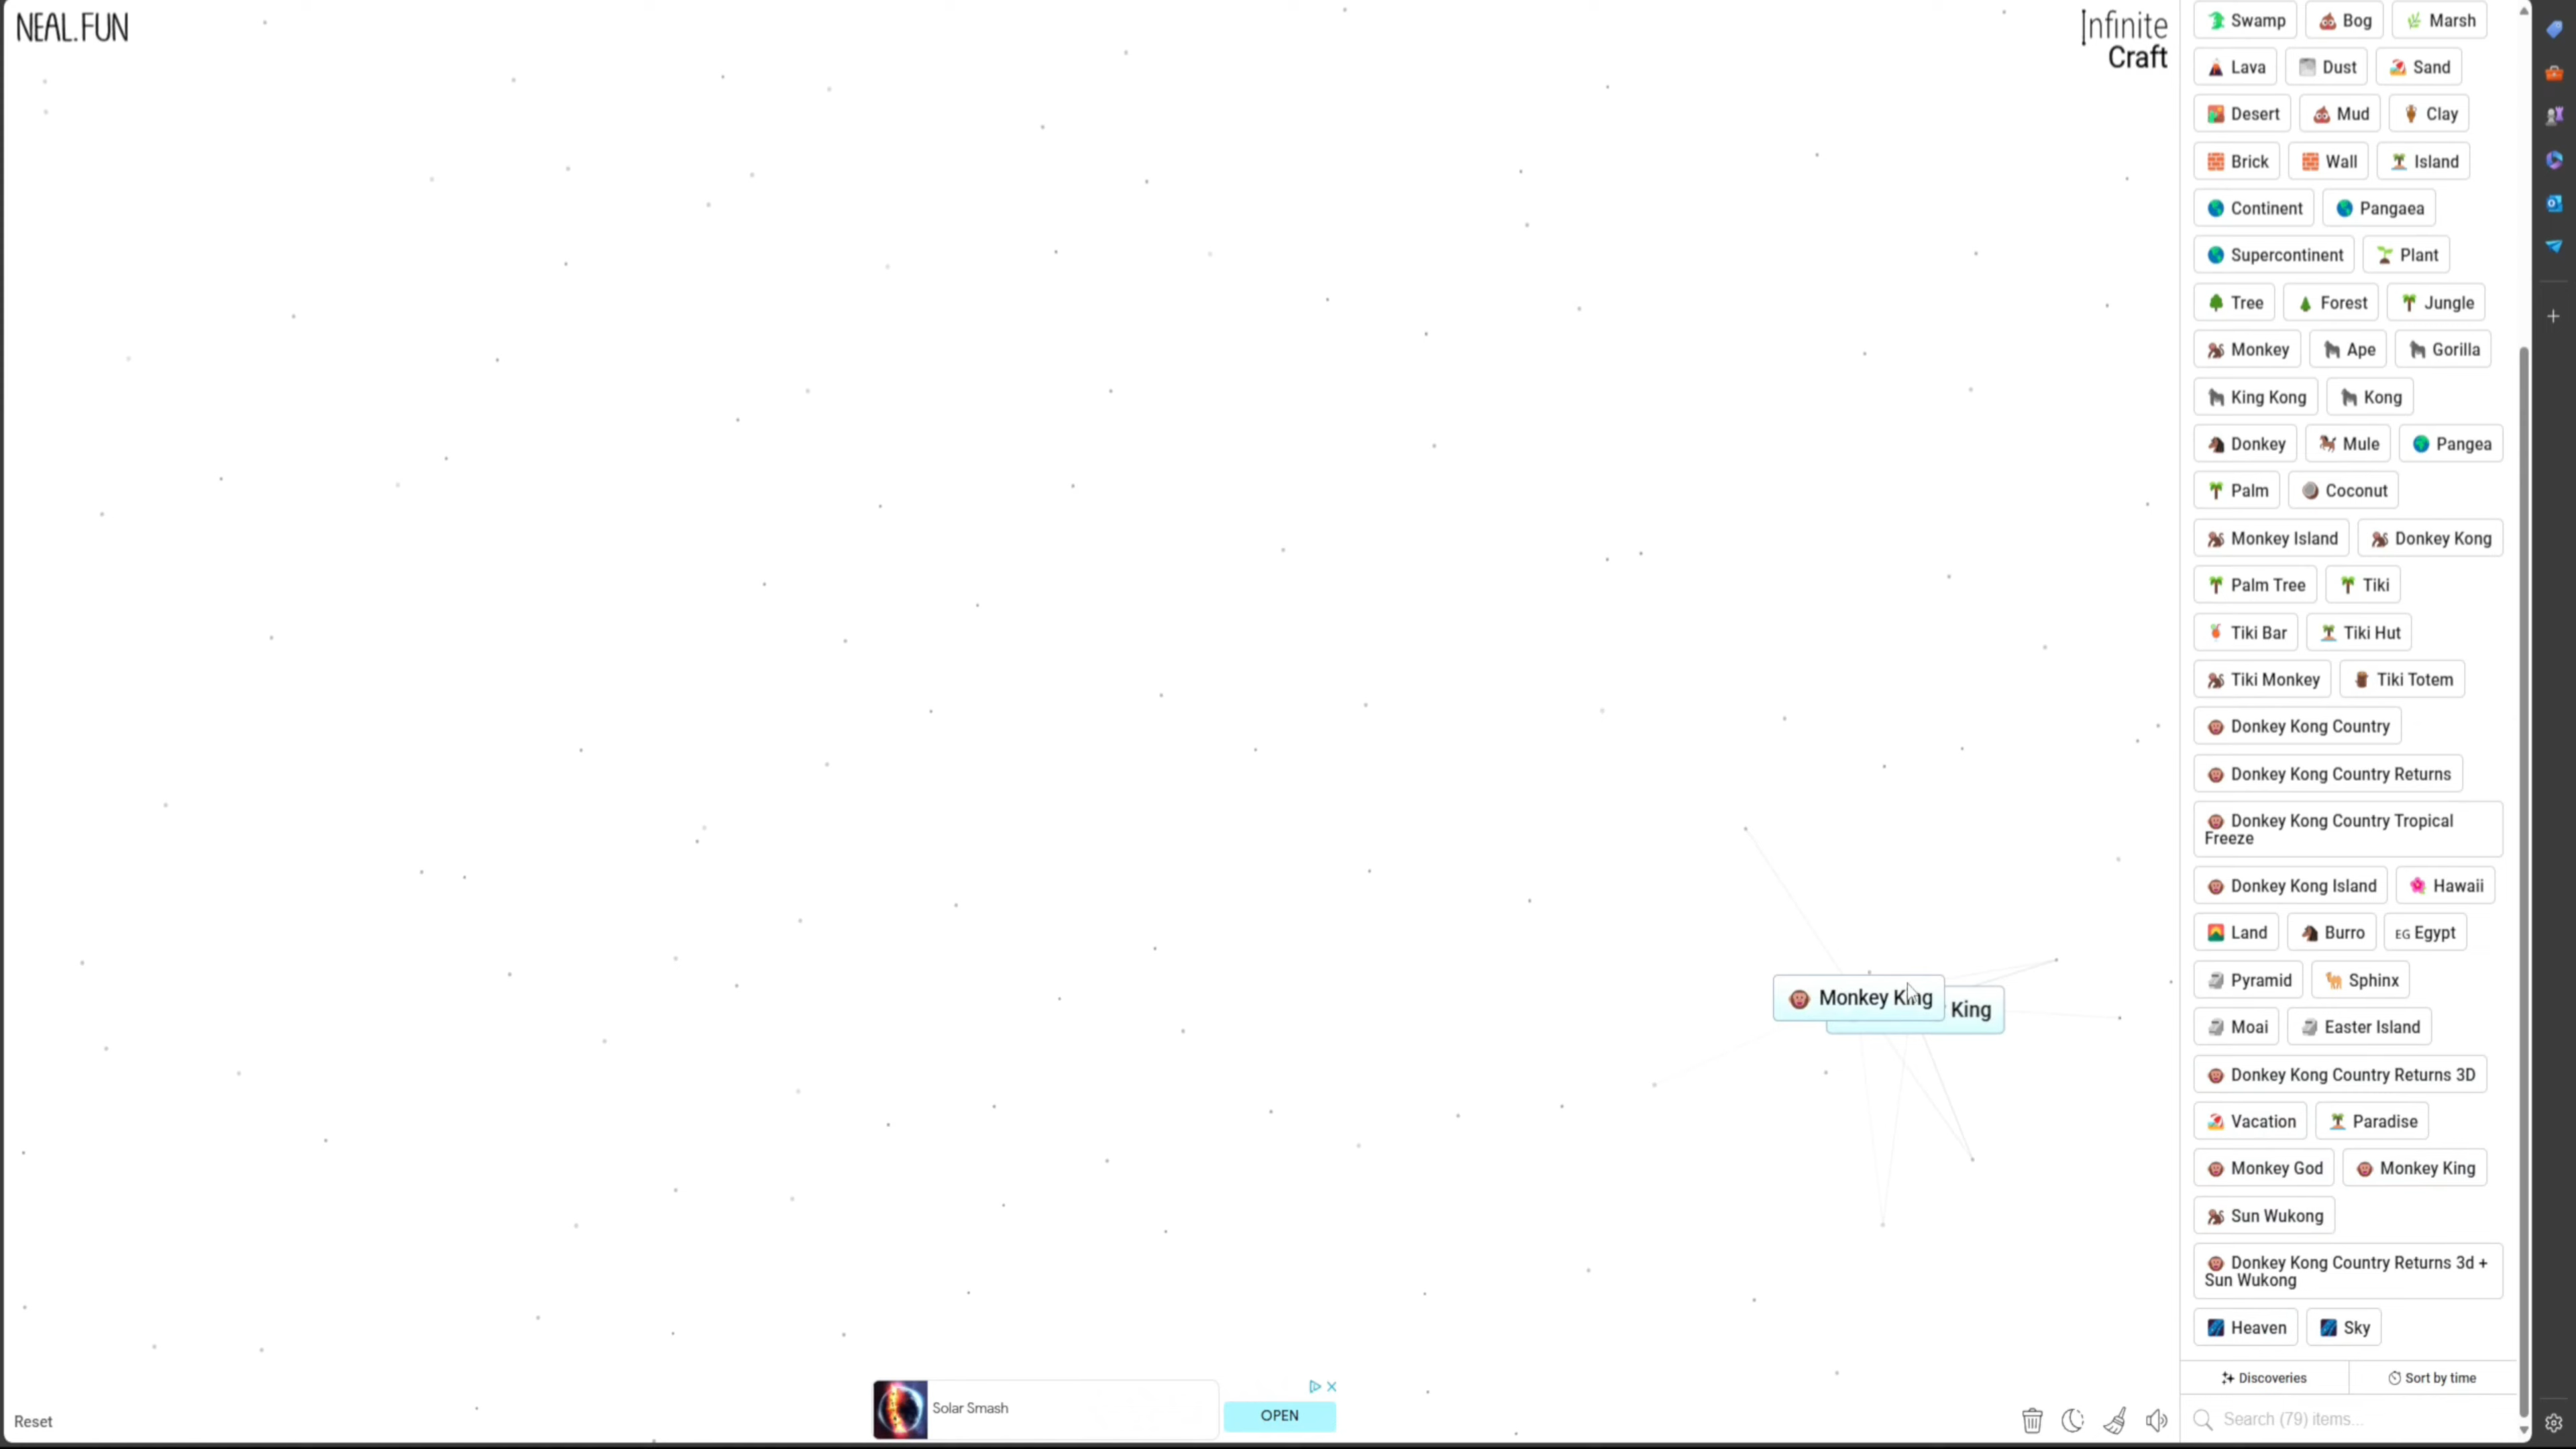 NEAL.FUN
Infinite
Craft
Swamp Bog Marsh
Lava Dust Sand
Desert Mud Clay
Brick Wall Island
Continent Pangaea
Supercontinent Plant
Tree Forest Jungle
Monkey Ape Gorilla
King Kong Kong
Donkey Mule Pangea
Palm Coconut
Monkey Island Donkey Kong
Palm Tree Tiki
Tiki Bar Tiki Hut
Tiki Monkey Tiki Totem
Donkey Kong Country
Donkey Kong Country Returns
Donkey Kong Country Tropical
Freeze
Donkey Kong Island Hawaii
Land Burro EG Egypt
Pyramid Sphinx
Moai Easter Island
Donkey Kong Country Returns 3D
Vacation Paradise
Monkey God Monkey King
Sun Wukong
Donkey Kong Country Returns 3d +
Sun Wukong
Heaven Sky
Discoveries Sort by time
Search (79) items...
Monkey King
King
Solar Smash
OPEN
Reset